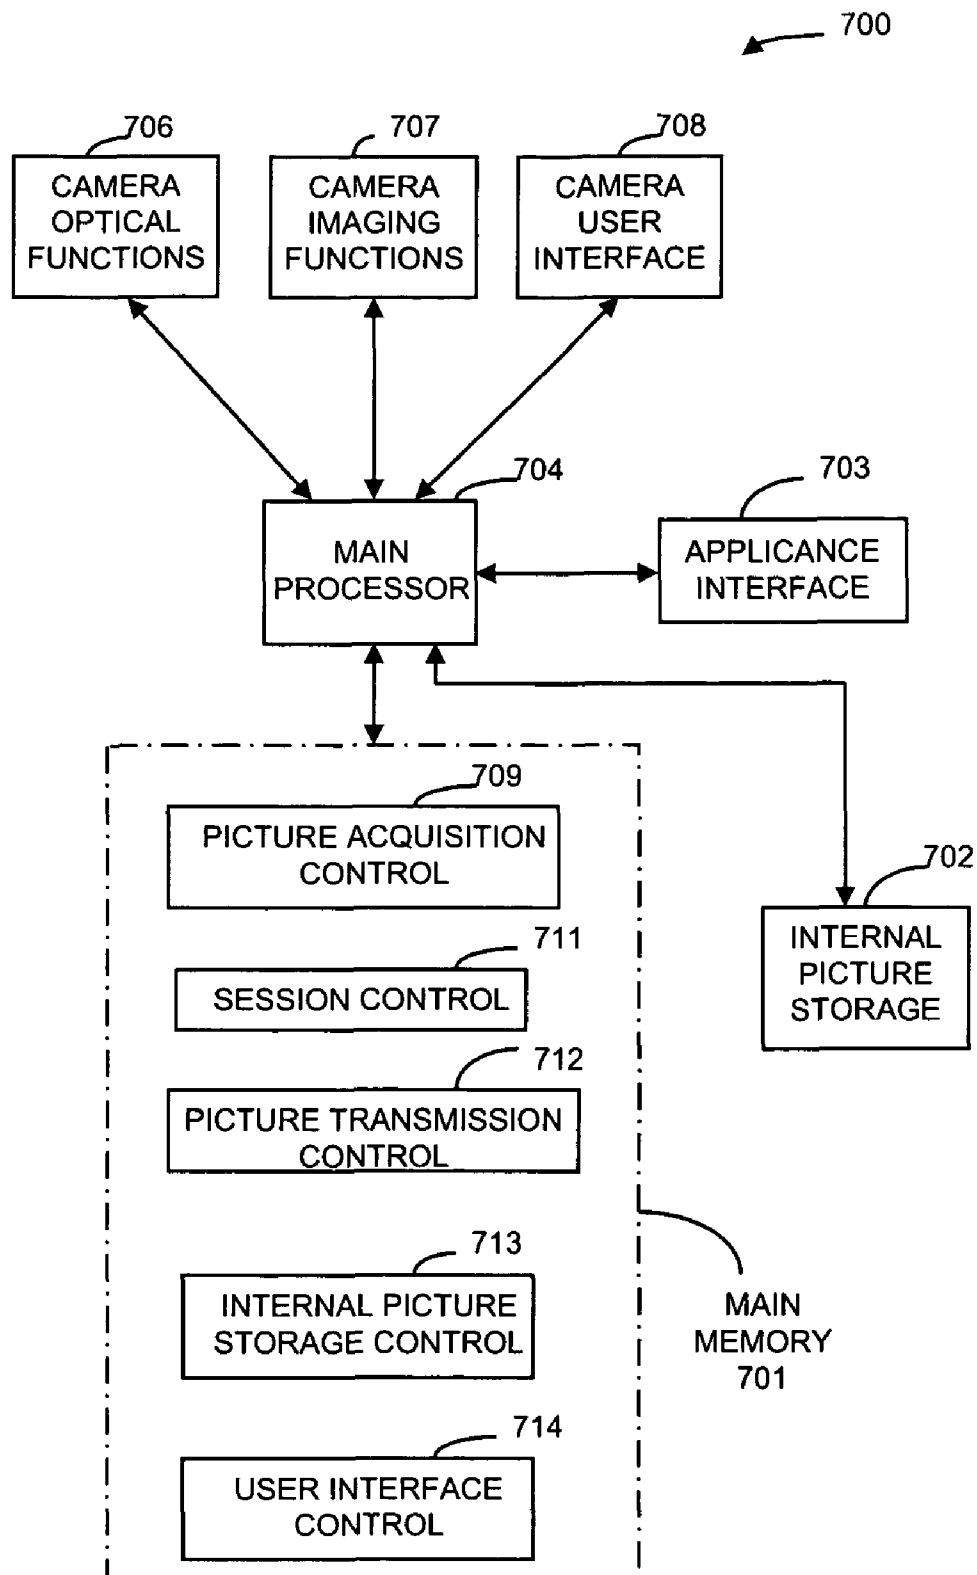 700
706
707
708
CAMERA
OPTICAL
FUNCTIONS
CAMERA
IMAGING
FUNCTIONS
CAMERA
USER
INTERFACE
704
703
MAIN
PROCESSOR
APPLICANCE
INTERFACE
709
PICTURE ACQUISITION
CONTROL
702
INTERNAL
PICTURE
STORAGE
711
SESSION CONTROL
712
PICTURE TRANSMISSION
CONTROL
713
INTERNAL PICTURE
STORAGE CONTROL
MAIN
MEMORY
701
714
USER INTERFACE
CONTROL